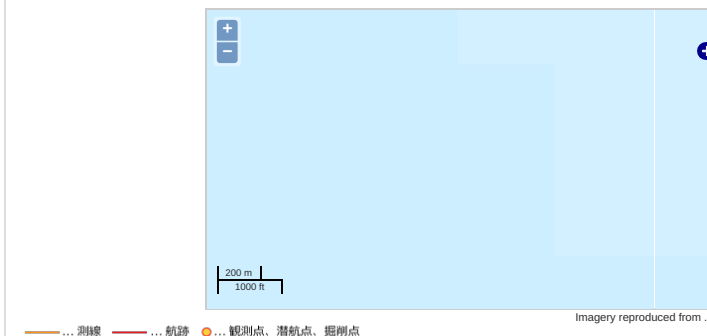 +
−
200 m
1000 ft
Imagery reproduced from .
... 測線 ... 航跡 ... 観測点、潜航点、掘削点